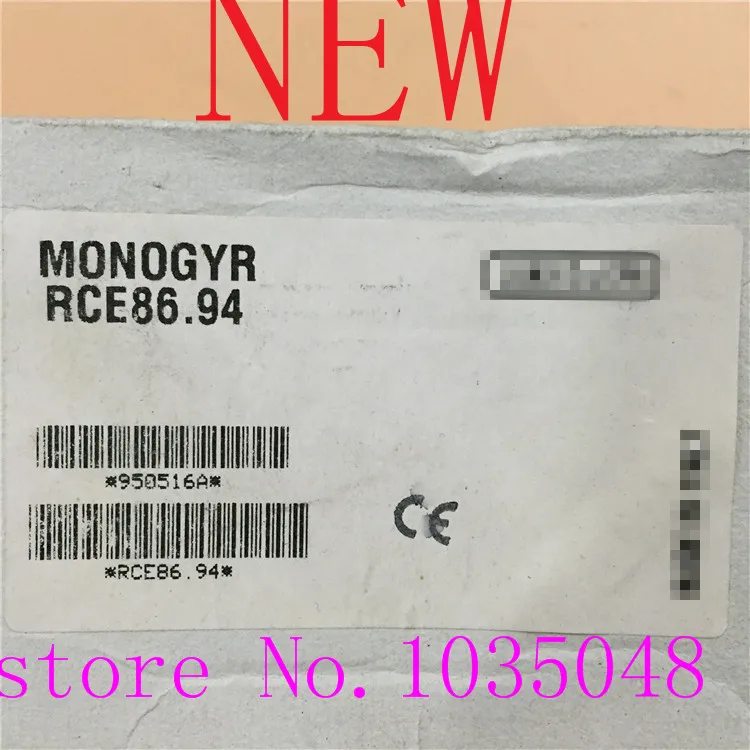 NEW
MONOGYR
RCE86.94
*950516A*
*RCE86.94*
CE
store No.1035048